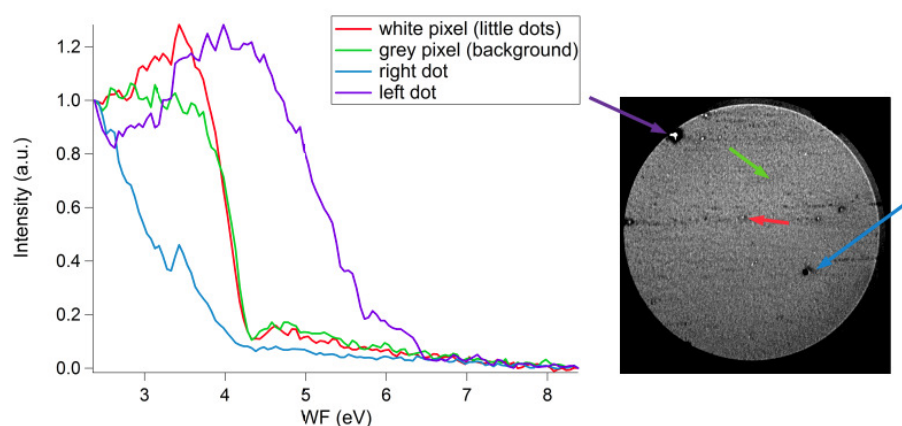 white pixel (little dots)
grey pixel (background)
right dot
left dot
1.2
1.0
0.8
0.6
0.4
0.2
0.0
Intensity (a.u.)
3 4 5 6 7 8
WF (eV)